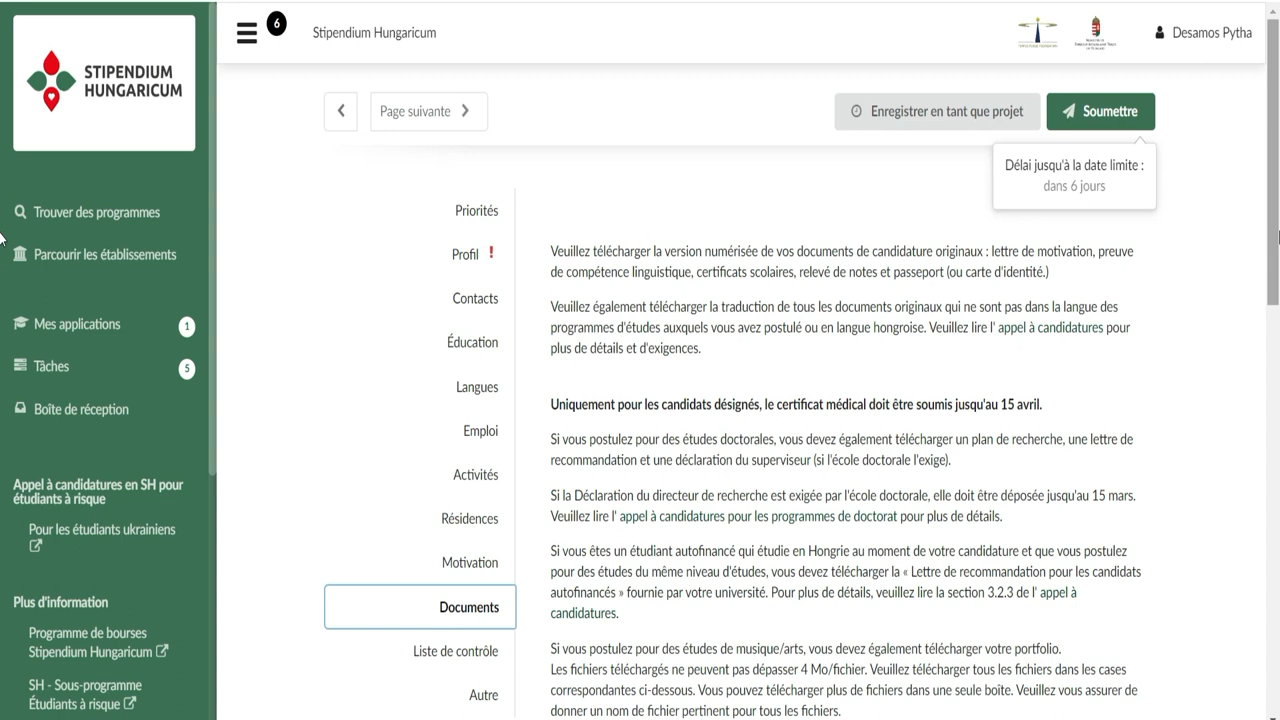 STIPENDIUM
HUNGARICUM
Trouver des programmes
Parcourir les établissements
Mes applications 1
Tâches 5
Boîte de réception
Appel à candidatures en SH pour
étudiants à risque
Pour les étudiants ukrainiens
Plus d'information
Programme de bourses
Stipendium Hungaricum
SH - Sous-programme
Étudiants à risque
6
Stipendium Hungaricum
Desamos Pytha
Page suivante
Enregistrer en tant que projet
Soumettre
Délai jusqu'à la date limite :
dans 6 jours
Priorités
Profil !
Contacts
Éducation
Langues
Emploi
Activités
Résidences
Motivation
Documents
Liste de contrôle
Autre
Veuillez télécharger la version numérisée de vos documents de candidature originaux : lettre de motivation, preuve
de compétence linguistique, certificats scolaires, relevé de notes et passeport (ou carte d'identité.)
Veuillez également télécharger la traduction de tous les documents originaux qui ne sont pas dans la langue des
programmes d'études auxquels vous avez postulé ou en langue hongroise. Veuillez lire l' appel à candidatures pour
plus de détails et d'exigences.
Uniquement pour les candidats désignés, le certificat médical doit être soumis jusqu'au 15 avril.
Si vous postulez pour des études doctorales, vous devez également télécharger un plan de recherche, une lettre de
recommandation et une déclaration du superviseur (si l'école doctorale l'exige).
Si la Déclaration du directeur de recherche est exigée par l'école doctorale, elle doit être déposée jusqu'au 15 mars.
Veuillez lire l' appel à candidatures pour les programmes de doctorat pour plus de détails.
Si vous êtes un étudiant autofinancé qui étudie en Hongrie au moment de votre candidature et que vous postulez
pour des études du même niveau d'études, vous devez télécharger la « Lettre de recommandation pour les candidats
autofinancés » fournie par votre université. Pour plus de détails, veuillez lire la section 3.2.3 de l' appel à
candidatures.
Si vous postulez pour des études de musique/arts, vous devez également télécharger votre portfolio.
Les fichiers téléchargés ne peuvent pas dépasser 4 Mo/fichier. Veuillez télécharger tous les fichiers dans les cases
correspondantes ci-dessous. Vous pouvez télécharger plus de fichiers dans une seule boîte. Veuillez vous assurer de
donner un nom de fichier pertinent pour tous les fichiers.